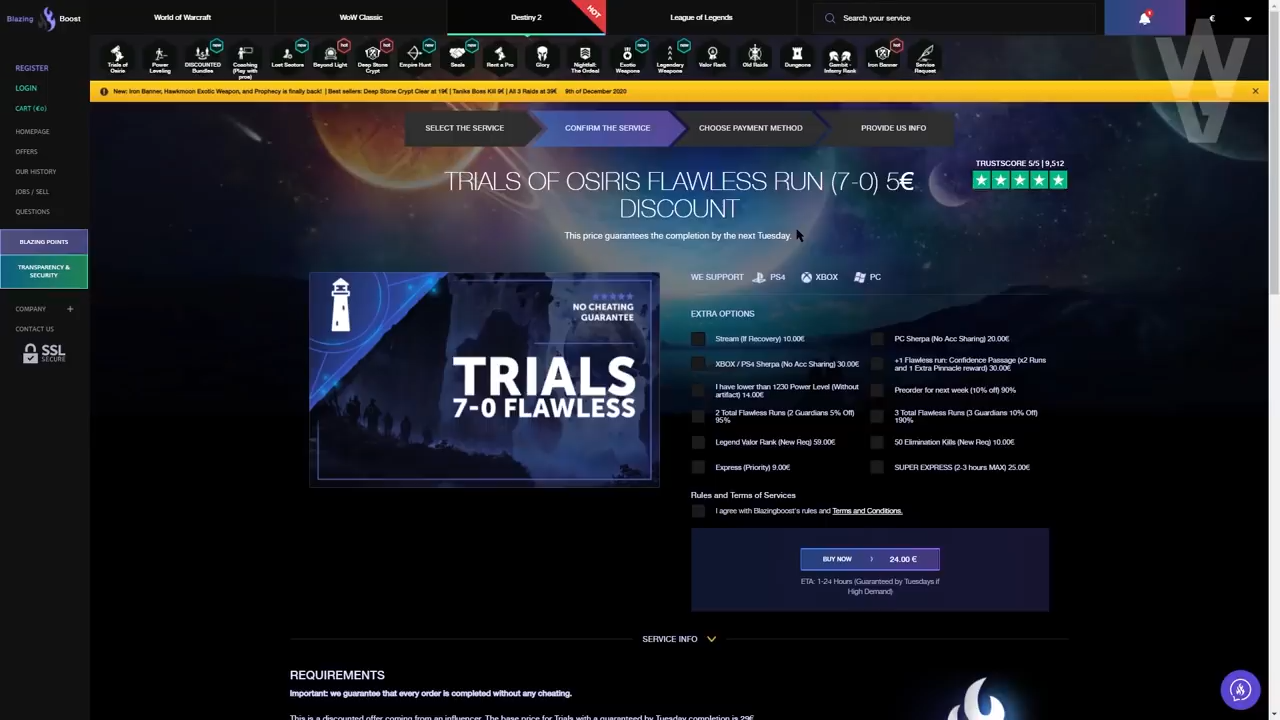 Blazing Boost
World of Warcraft
WoW Classic
Destiny 2
HOT
League of Legends
Search your service
€
REGISTER
LOGIN
CART (€0)
HOMEPAGE
OFFERS
OUR HISTORY
JOBS / SELL
QUESTIONS
BLAZING POINTS
TRANSPARENCY &
SECURITY
COMPANY +
CONTACT US
SSL
SECURE
Trials of
Osiris
Power
Leveling
new
DISCOUNTED
Bundles
Coaching
(Play with
pros)
new
Lost Sectors
hot
Beyond Light
hot
Deep Stone
Crypt
new
Empire Hunt
new
Seals
Rent a Pro
Glory
Nightfall:
The Ordeal
new
Exotic
Weapons
new
Legendary
Weapons
Valor Rank
Old Raids
Dungeons
Gambit -
Infamy Rank
hot
Iron Banner
Service
Request
New: Iron Banner, Hawkmoon Exotic Weapon, and Prophecy is finally back! | Best sellers: Deep Stone Crypt Clear at 19€ | Taniks Boss Kill 9€ | All 3 Raids at 39€ 9th of December 2020
SELECT THE SERVICE
CONFIRM THE SERVICE
CHOOSE PAYMENT METHOD
PROVIDE US INFO
TRIALS OF OSIRIS FLAWLESS RUN (7-0) 5€
DISCOUNT
This price guarantees the completion by the next Tuesday.
TRUSTSCORE 5/5 | 9,512
NO CHEATING
GUARANTEE
TRIALS
7-0 FLAWLESS
WE SUPPORT PS4 XBOX PC
EXTRA OPTIONS
Stream (If Recovery) 10.00€
PC Sherpa (No Acc Sharing) 20.00€
XBOX / PS4 Sherpa (No Acc Sharing) 30.00€
+1 Flawless run: Confidence Passage (x2 Runs
and 1 Extra Pinnacle reward) 30.00€
I have lower than 1230 Power Level (Without
artifact) 14.00€
Preorder for next week (10% off) 90%
2 Total Flawless Runs (2 Guardians 5% Off)
95%
3 Total Flawless Runs (3 Guardians 10% Off)
190%
Legend Valor Rank (New Req) 59.00€
50 Elimination Kills (New Req) 10.00€
Express (Priority) 9.00€
SUPER EXPRESS (2-3 hours MAX) 25.00€
Rules and Terms of Services
I agree with Blazingboost's rules and Terms and Conditions.
BUY NOW 24.00 €
ETA: 1-24 Hours (Guaranteed by Tuesdays if
High Demand)
SERVICE INFO
REQUIREMENTS
Important: we guarantee that every order is completed without any cheating.
This is a discounted offer coming from an influencer. The base price for Trials with a guaranteed by Tuesday completion is 29€